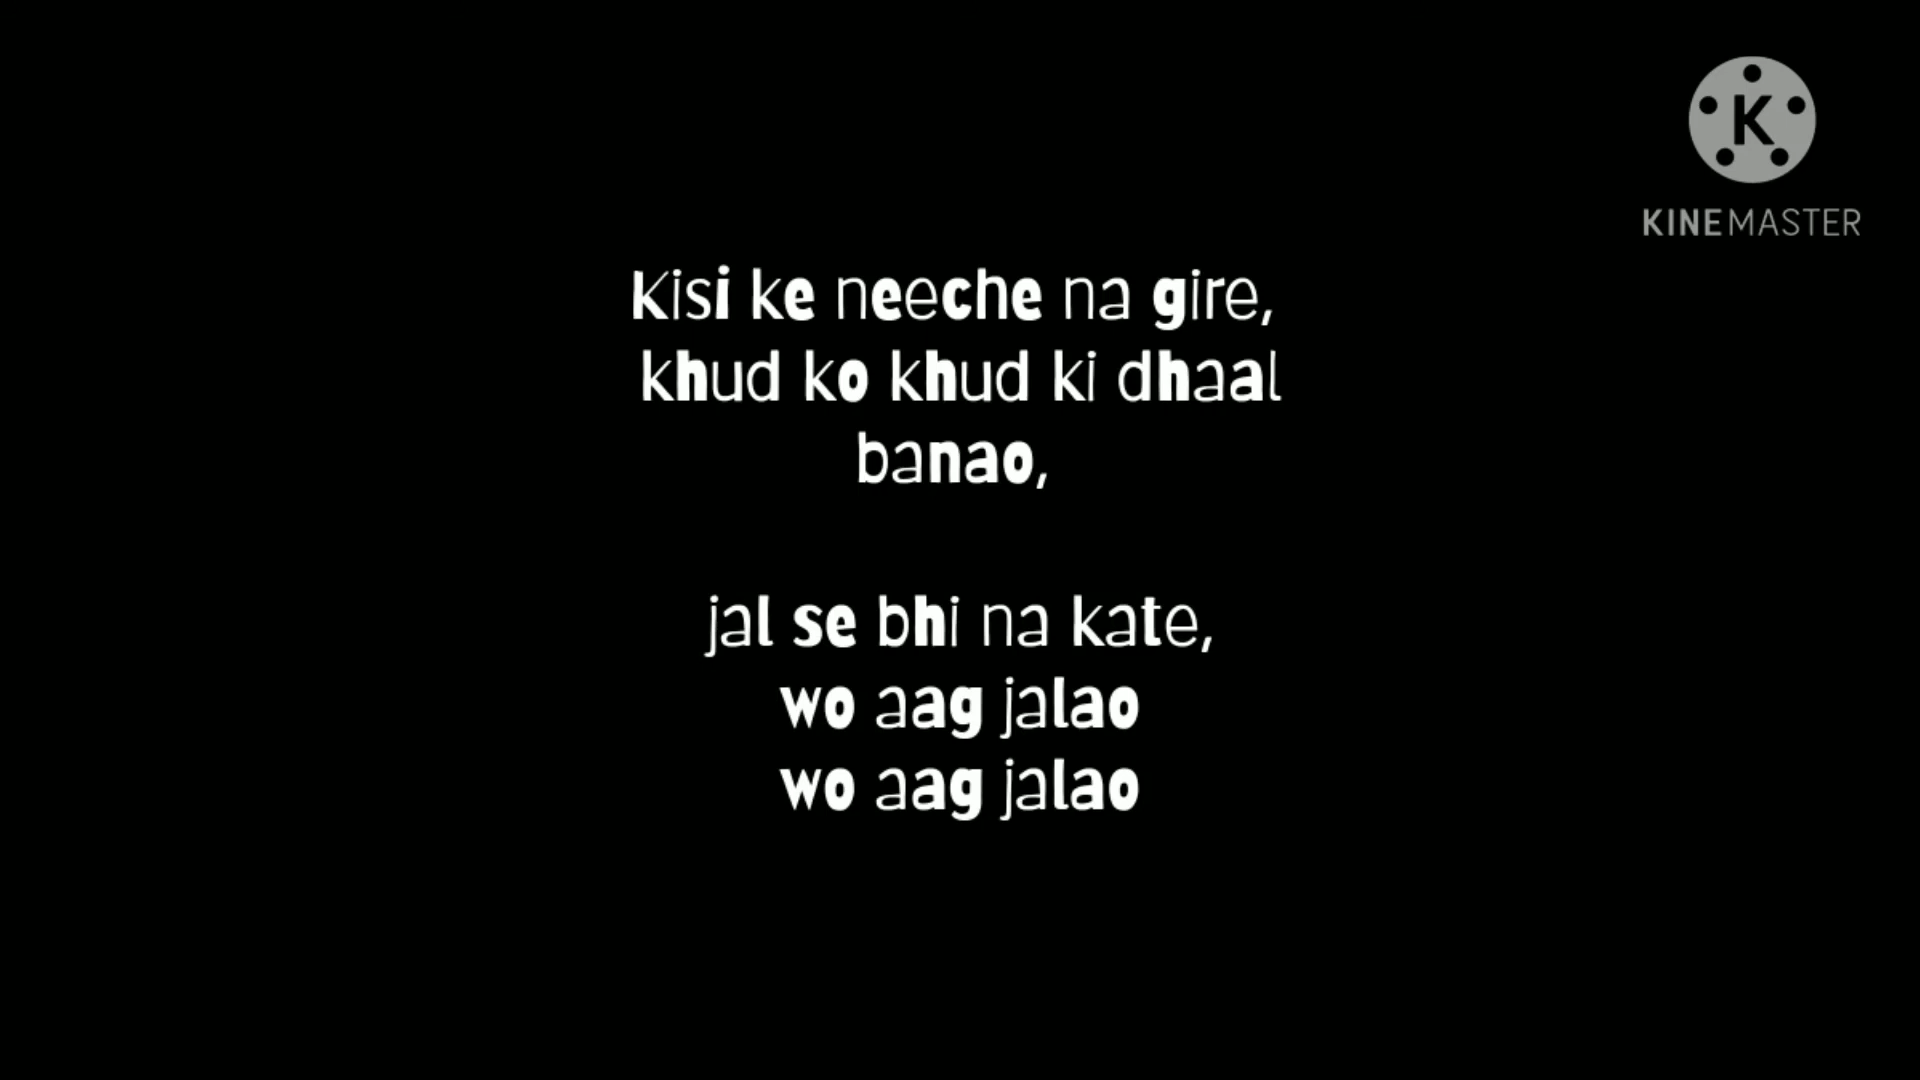 K
KINEMASTER
Kisi ke neeche na gire,
khud ko khud ki dhaal
banao,
jal se bhi na kate,
wo aag jalao
wo aag jalao